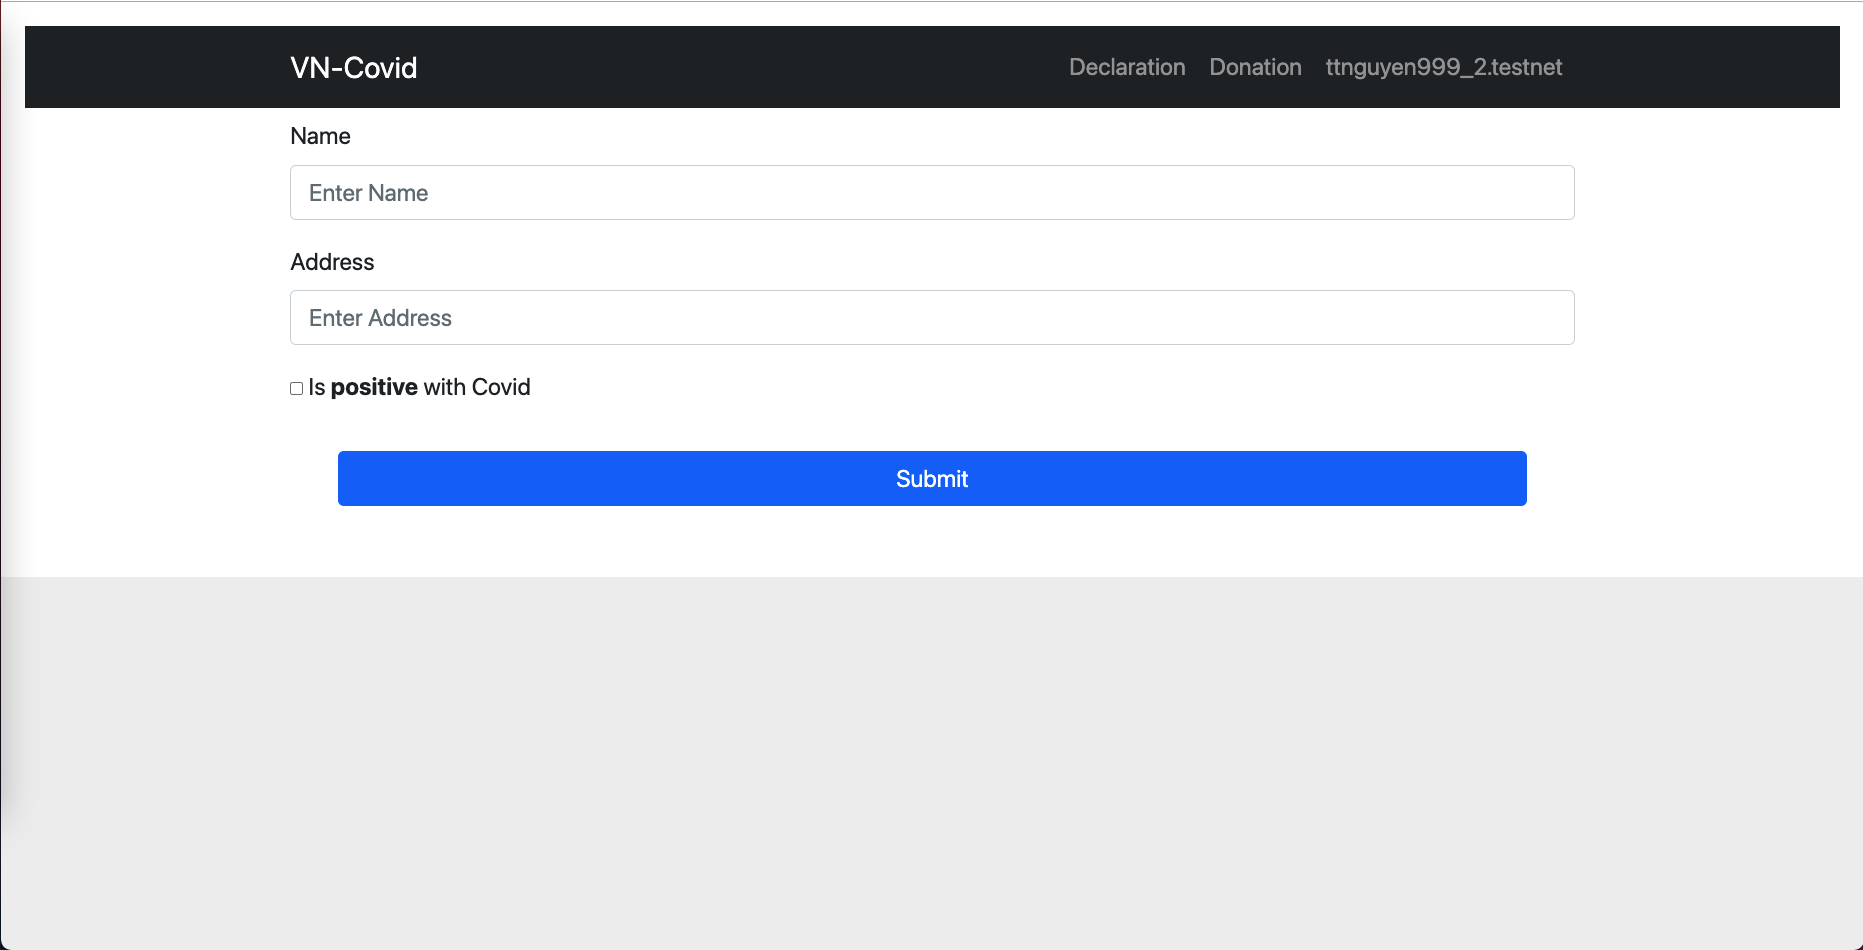 VN-Covid Declaration Donation ttnguyen999_2.testnet
Name
Enter Name
Address
Enter Address
Is positive with Covid
Submit